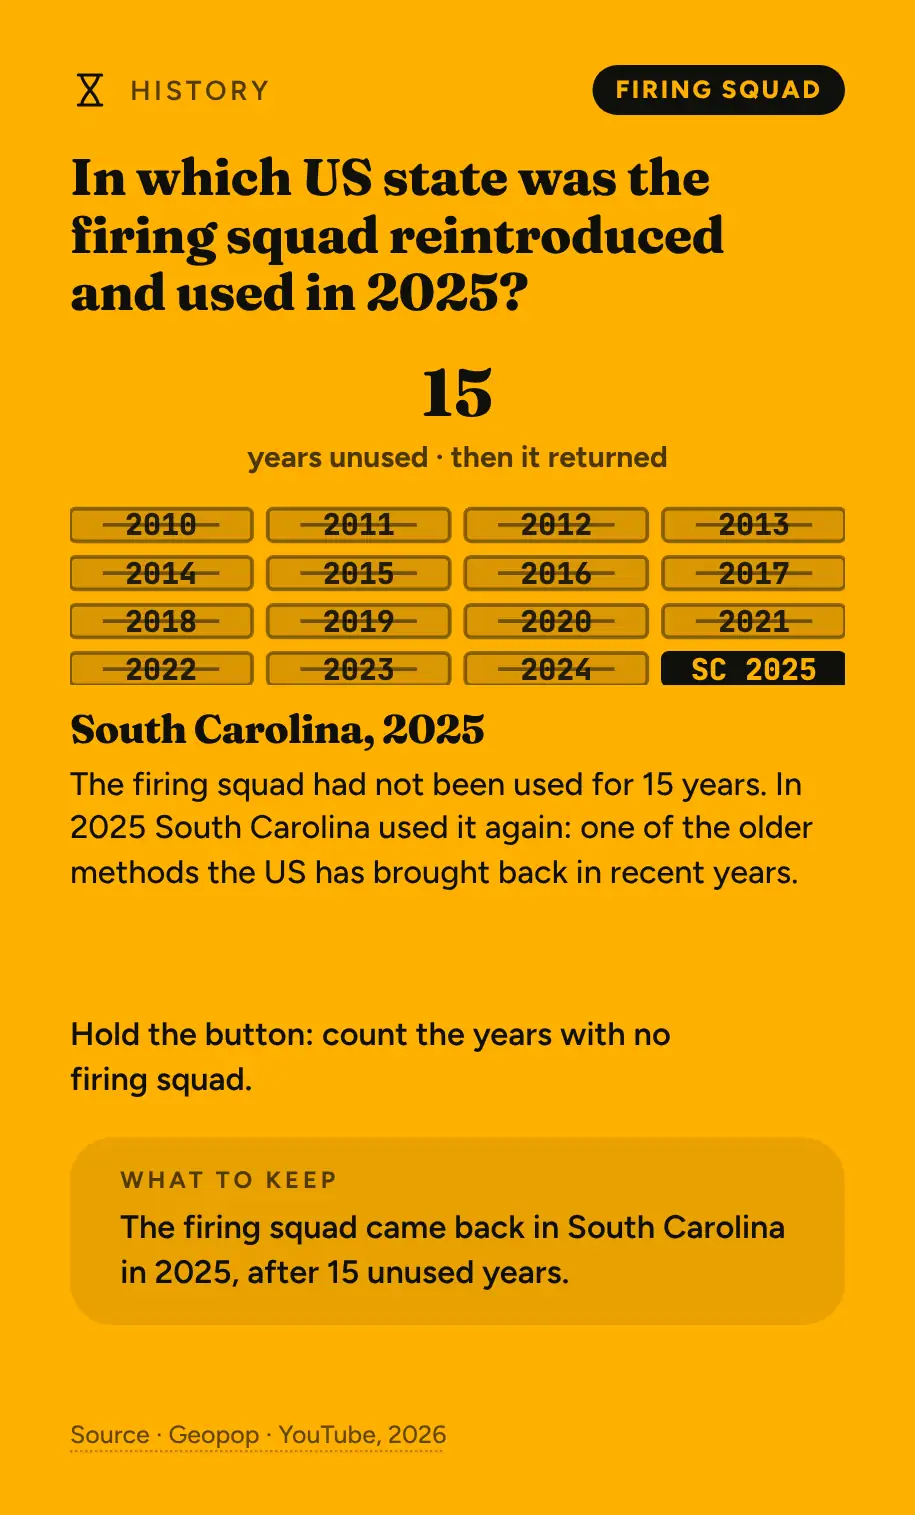 HISTORY
FIRING SQUAD
In which US state was the
firing squad reintroduced
and used in 2025?
15
years unused · then it returned
2010 2011 2012 2013
2014 2015 2016 2017
2018 2019 2020 2021
2022 2023 2024 SC 2025
South Carolina, 2025
The firing squad had not been used for 15 years. In
2025 South Carolina used it again: one of the older
methods the US has brought back in recent years.
Hold the button: count the years with no
firing squad.
WHAT TO KEEP
The firing squad came back in South Carolina
in 2025, after 15 unused years.
Source · Geopop · YouTube, 2026